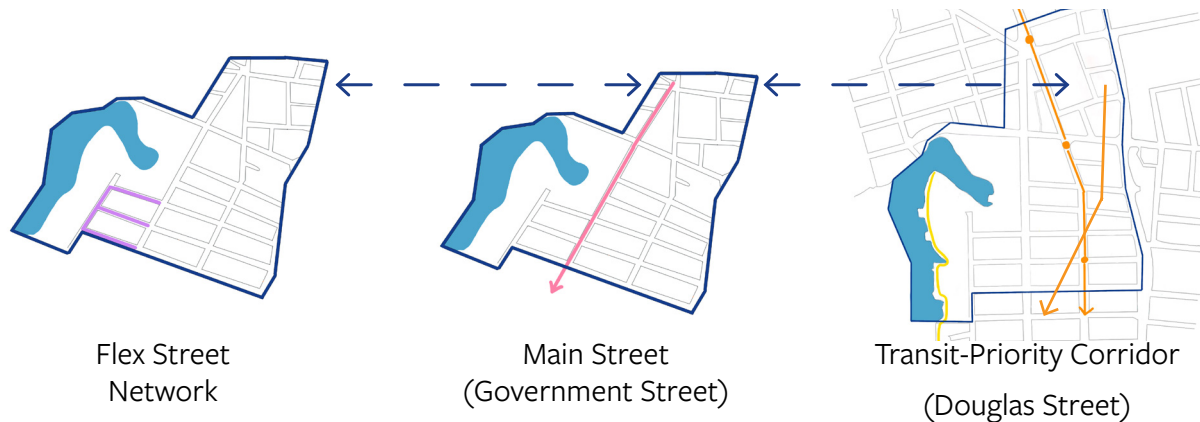 Flex Street
Network
Main Street
(Government Street)
Transit-Priority Corridor
(Douglas Street)